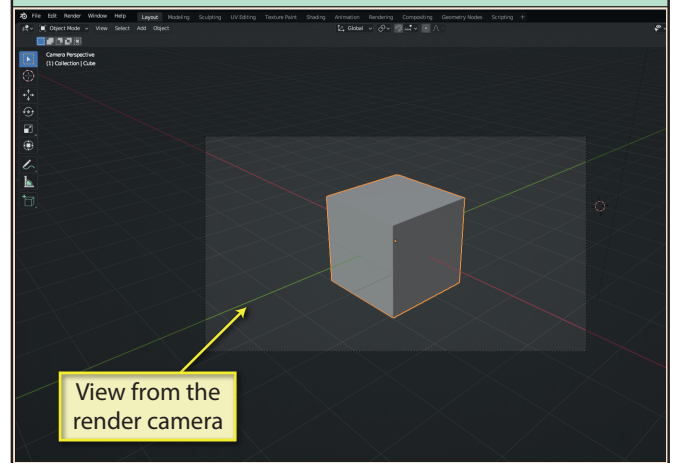 File Edit Render Window Help Layout Modeling Sculpting UV Editing Texture Paint Shading Animation Rendering Compositing Geometry Nodes Scripting +
Object Mode View Select Add Object Global
Camera Perspective
(1) Collection | Cube
View from the
render camera